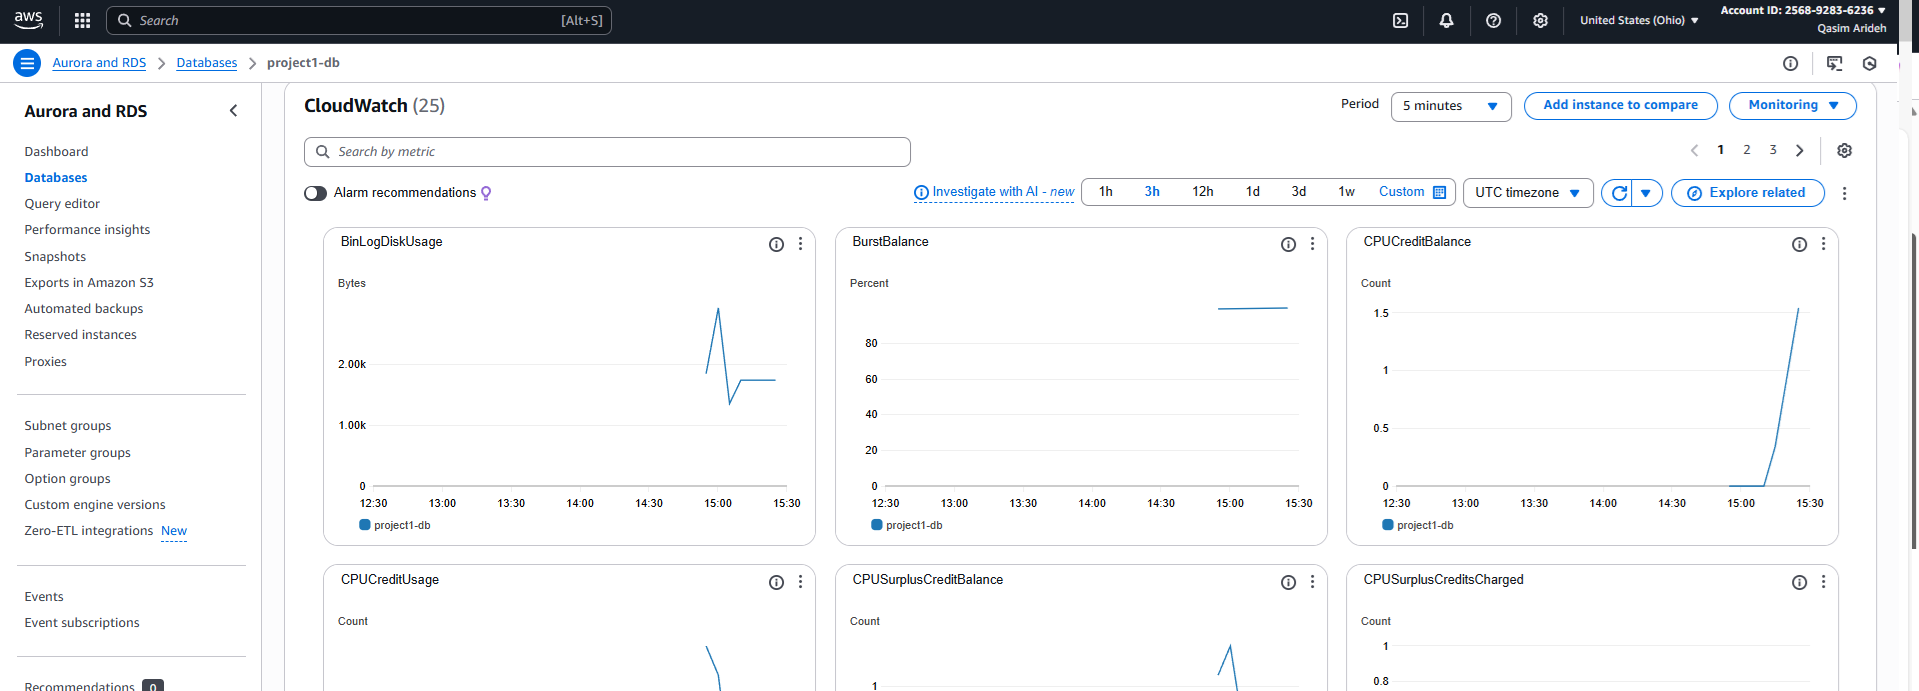 aws
Search [Alt+S]
United States (Ohio)
Account ID: 2568-9283-6236
Qasim Arideh
Aurora and RDS
Databases
project1-db
Aurora and RDS
Dashboard
Databases
Query editor
Performance insights
Snapshots
Exports in Amazon S3
Automated backups
Reserved instances
Proxies
Subnet groups
Parameter groups
Option groups
Custom engine versions
Zero-ETL integrations New
Events
Event subscriptions
Recommendations 0
CloudWatch (25)
Period 5 minutes Add instance to compare Monitoring
Search by metric
1 2 3
Alarm recommendations
Investigate with AI - new 1h 3h 12h 1d 3d 1w Custom UTC timezone Explore related
BinLogDiskUsage
Bytes
2.00k
1.00k
0
12:30 13:00 13:30 14:00 14:30 15:00 15:30
project1-db
BurstBalance
Percent
80
60
40
20
0
12:30 13:00 13:30 14:00 14:30 15:00 15:30
project1-db
CPUCreditBalance
Count
1.5
1
0.5
0
12:30 13:00 13:30 14:00 14:30 15:00 15:30
project1-db
CPUCreditUsage
Count
CPUSurplusCreditBalance
Count
1
CPUSurplusCreditsCharged
Count
1
0.8